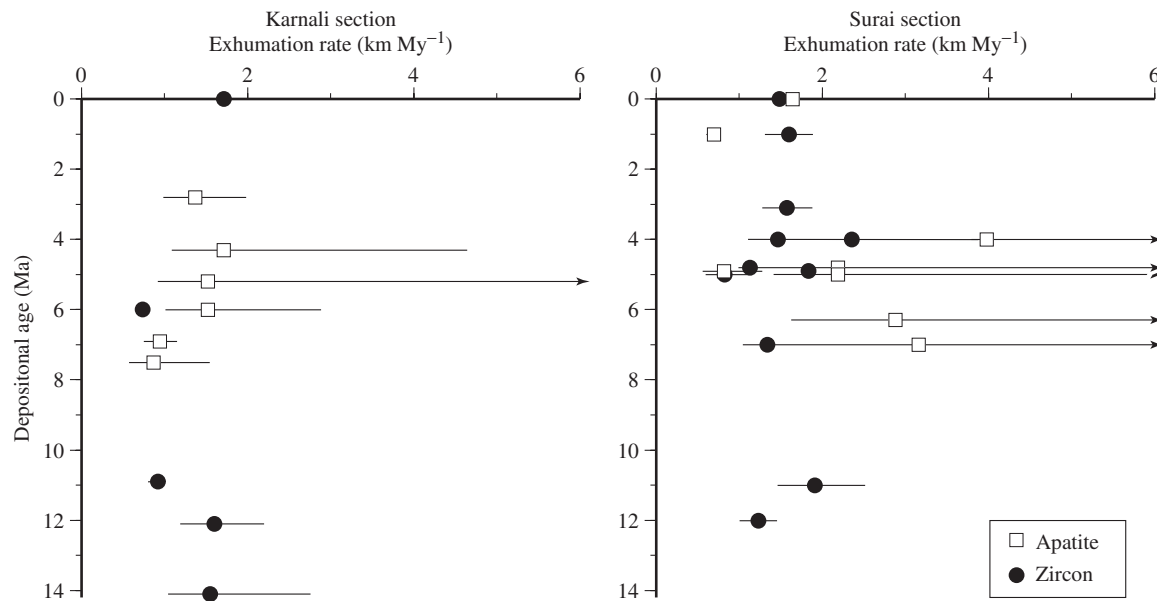 Karnali section
Exhumation rate (km My−1)
0 2 4 6
Depositonal age (Ma)
0
2
4
6
8
10
12
14
Surai section
Exhumation rate (km My−1)
0 2 4 6
0
2
4
6
8
10
12
14
Apatite
Zircon